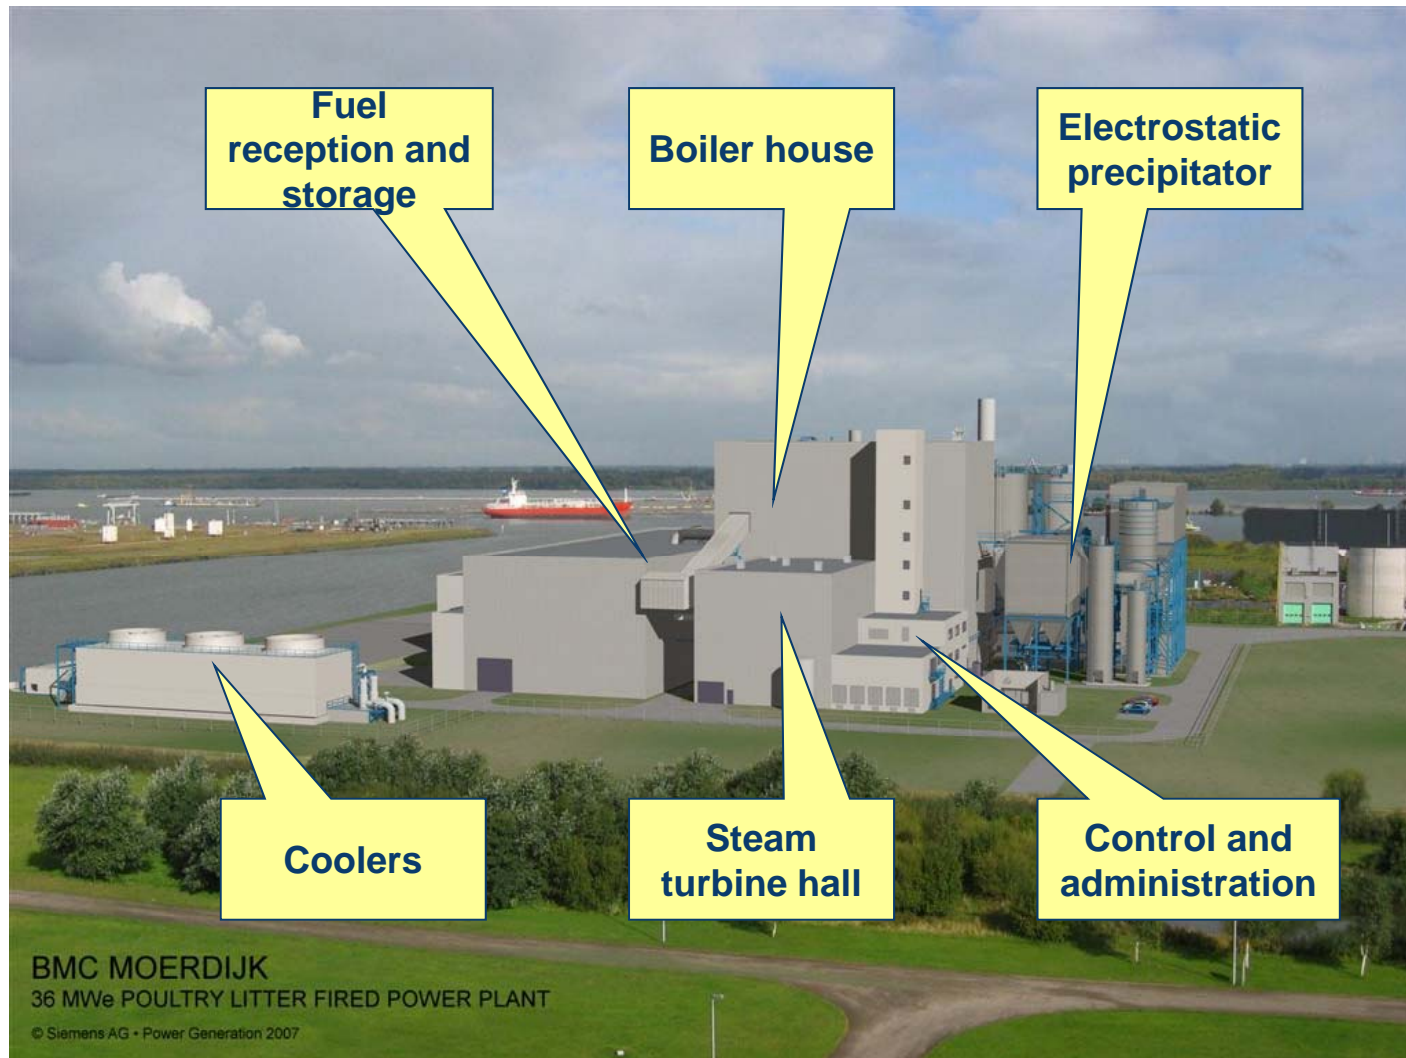 Fuel
reception and
storage
Boiler house
Electrostatic
precipitator
Coolers
Steam
turbine hall
Control and
administration
BMC MOERDIJK
36 MWe POULTRY LITTER FIRED POWER PLANT
© Siemens AG • Power Generation 2007